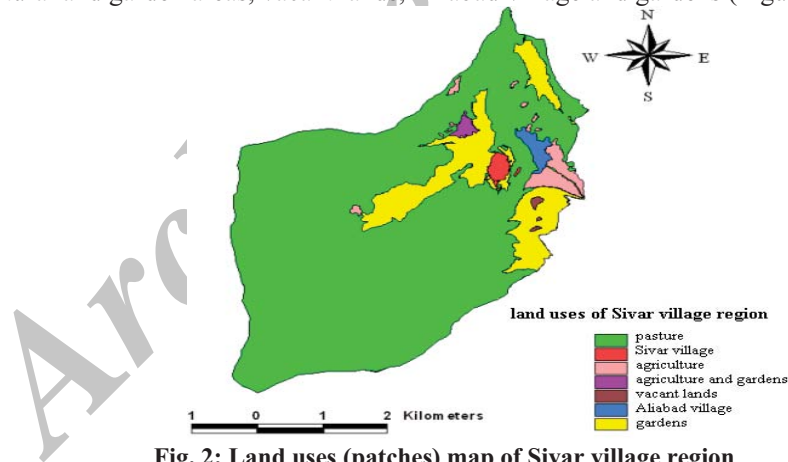 N
W E
S
land uses of Sivar village region
pasture
Sivar village
agriculture
agriculture and gardens
vacant lands
Aliabad village
gardens
1 0 1 2 Kilometers
Fig. 2: Land uses (patches) map of Sivar village region